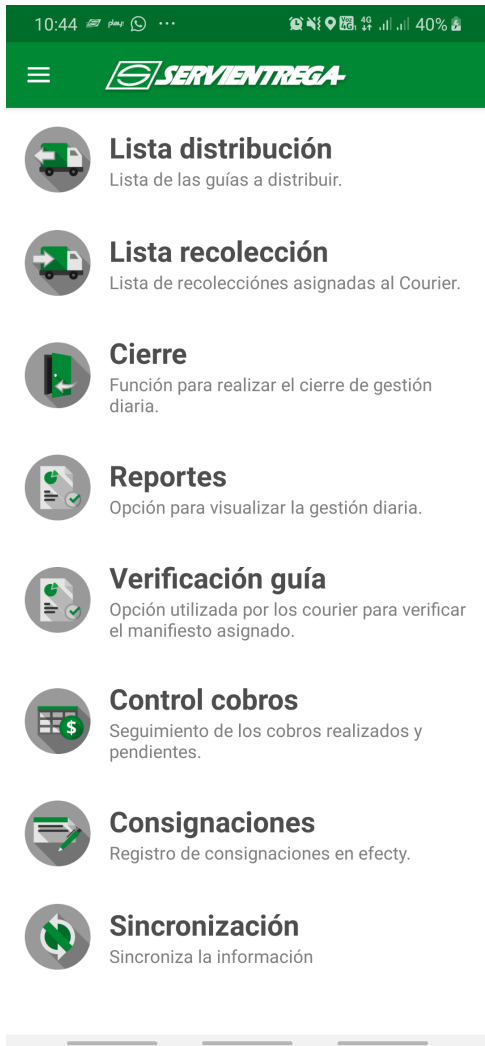 10:44 play! ... 4G 40%
SERVIENTREGA
Lista distribución
Lista de las guías a distribuir.
Lista recolección
Lista de recolecciónes asignadas al Courier.
Cierre
Función para realizar el cierre de gestión
diaria.
Reportes
Opción para visualizar la gestión diaria.
Verificación guía
Opción utilizada por los courier para verificar
el manifiesto asignado.
Control cobros
Seguimiento de los cobros realizados y
pendientes.
$
Consignaciones
Registro de consignaciones en efecty.
Sincronización
Sincroniza la información